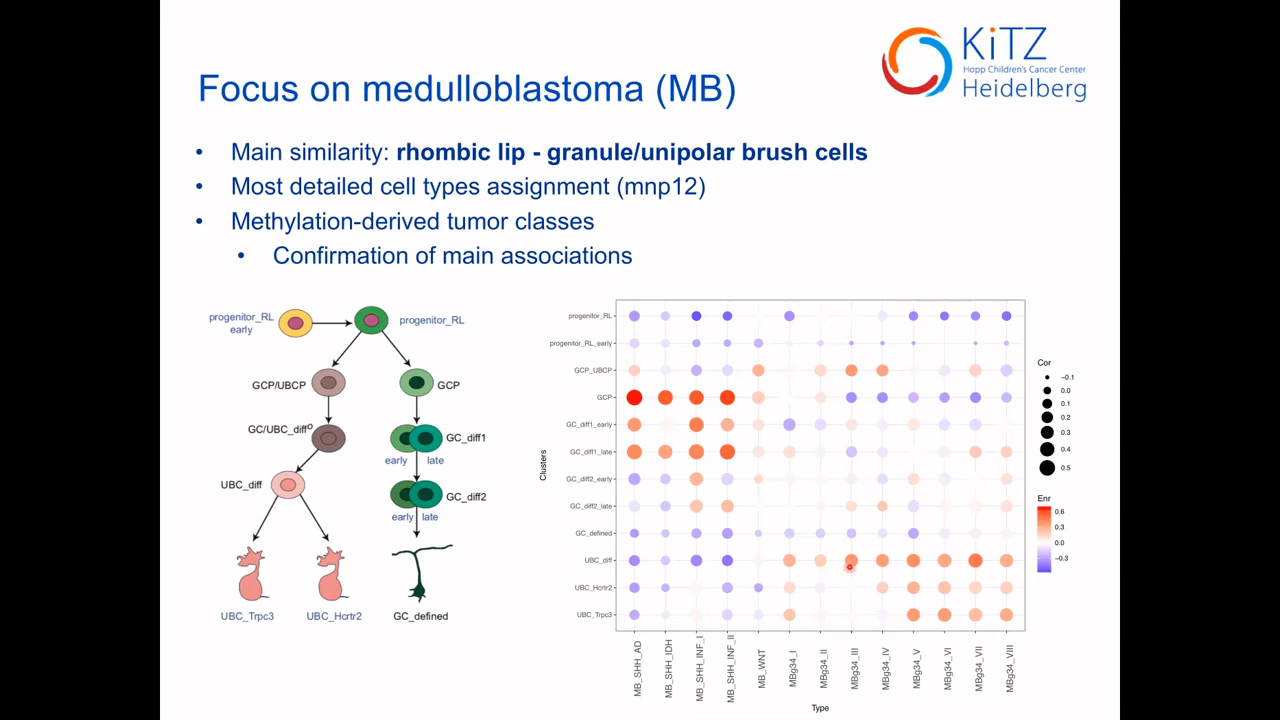 KiTZ
Hopp Children's Cancer Center
Heidelberg
Focus on medulloblastoma (MB)
• Main similarity: rhombic lip - granule/unipolar brush cells
• Most detailed cell types assignment (mnp12)
• Methylation-derived tumor classes
• Confirmation of main associations
progenitor_RL
early
progenitor_RL
GCP/UBCP
GCP
GC/UBC_diff⁰
GC_diff1
early late
UBC_diff
GC_diff2
early late
UBC_Trpc3
UBC_Hcrtr2
GC_defined
Clusters
progenitor_RL
progenitor_RL_early
GCP_UBCP
GCP
GC_diff1_early
GC_diff1_late
GC_diff2_early
GC_diff2_late
GC_defined
UBC_diff
UBC_Hcrtr2
UBC_Trpc3
MB_SHH_AD
MB_SHH_IDH
MB_SHH_INF_I
MB_SHH_INF_II
MB_WNT
MBg34_I
MBg34_II
MBg34_III
MBg34_IV
MBg34_V
MBg34_VI
MBg34_VII
MBg34_VIII
Type
Cor
−0.1
0.0
0.1
0.2
0.3
0.4
0.5
Enr
0.6
0.3
0.0
−0.3